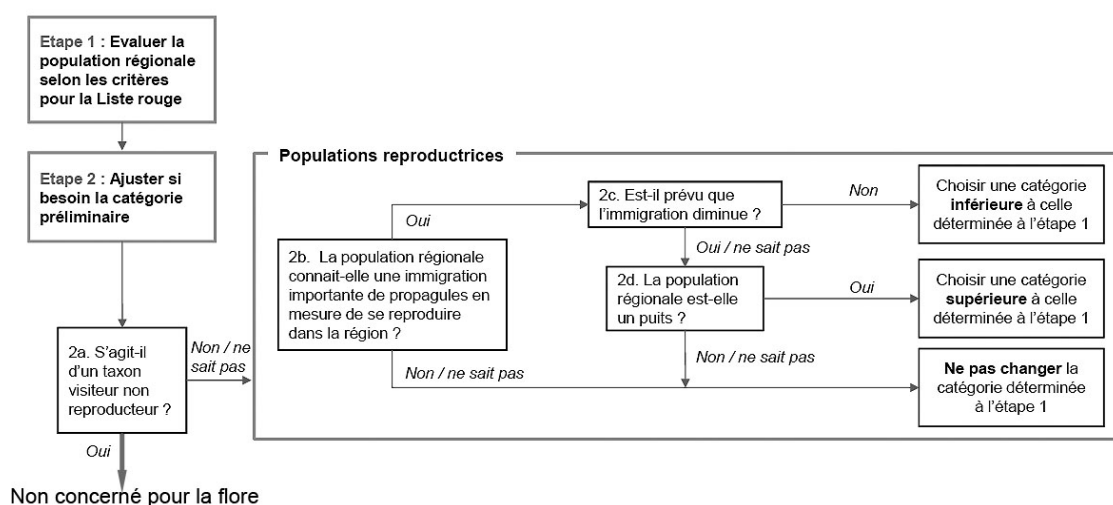 Etape 1 : Evaluer la
population régionale
selon les critères
pour la Liste rouge
Etape 2 : Ajuster si
besoin la catégorie
préliminaire
2a. S'agit-il
d'un taxon
visiteur non
reproducteur ?
Non / ne
sait pas
Oui
Non concerné pour la flore
Populations reproductrices
2b. La population régionale
connait-elle une immigration
importante de propagules en
mesure de se reproduire
dans la région ?
Oui
Non / ne sait pas
2c. Est-il prévu que
l'immigration diminue ?
Non
Oui / ne sait pas
2d. La population
régionale est-elle
un puits ?
Oui
Non / ne sait pas
Choisir une catégorie
inférieure à celle
déterminée à l'étape 1
Choisir une catégorie
supérieure à celle
déterminée à l'étape 1
Ne pas changer la
catégorie déterminée
à l'étape 1